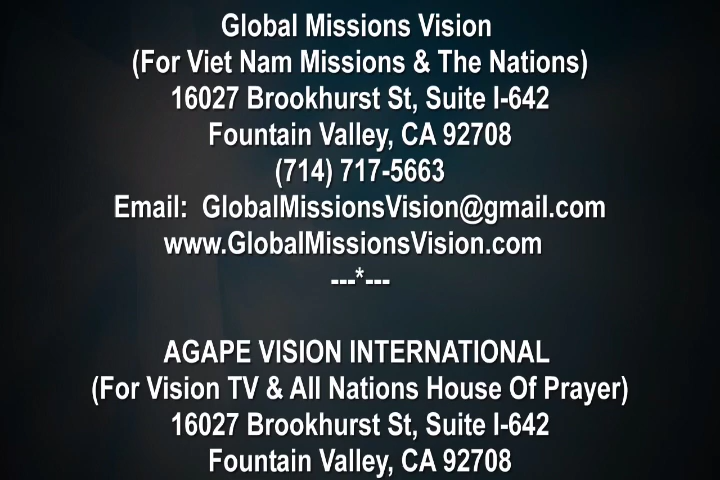 Global Missions Vision
(For Viet Nam Missions & The Nations)
16027 Brookhurst St, Suite I-642
Fountain Valley, CA 92708
(714) 717-5663
Email:  GlobalMissionsVision@gmail.com
www.GlobalMissionsVision.com
---*---
AGAPE VISION INTERNATIONAL
(For Vision TV & All Nations House Of Prayer)
16027 Brookhurst St, Suite I-642
Fountain Valley, CA 92708